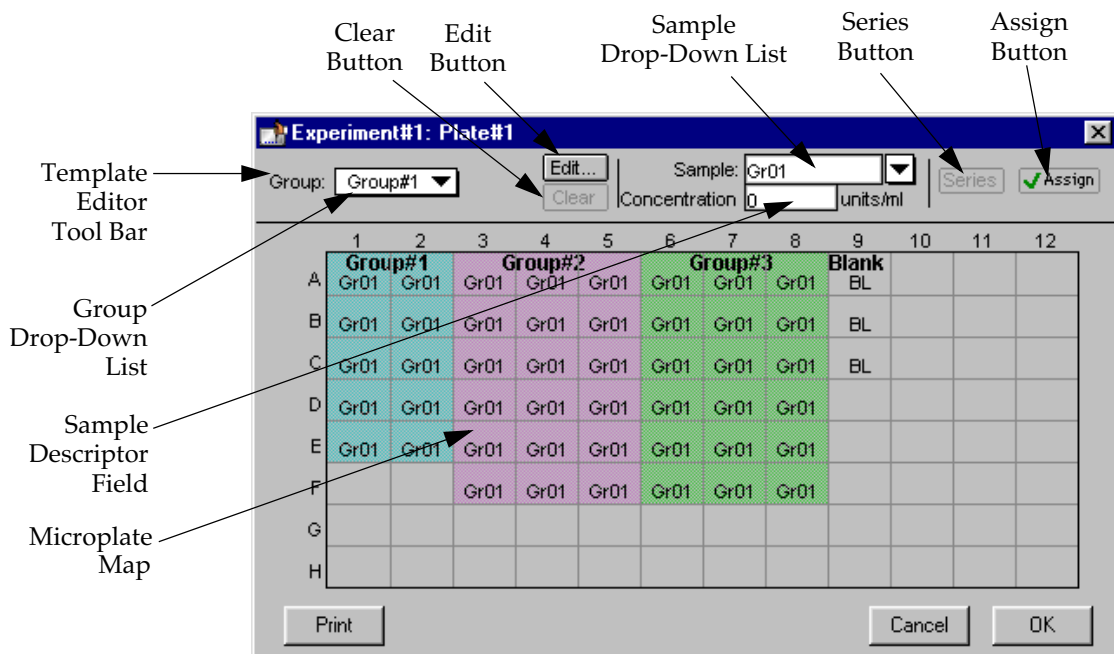 Clear
Button
Edit
Button
Sample
Drop-Down List
Series
Button
Assign
Button
Experiment#1: Plate#1
Template
Editor
Tool Bar
Group: Group#1
Edit...
Clear
Sample: Gr01
Concentration 0 units/ml
Series
Assign
1 2 3 4 5 6 7 8 9 10 11 12
Group#1 Group#2 Group#3 Blank
A Gr01 Gr01 Gr01 Gr01 Gr01 Gr01 Gr01 Gr01 BL
B Gr01 Gr01 Gr01 Gr01 Gr01 Gr01 Gr01 Gr01 BL
C Gr01 Gr01 Gr01 Gr01 Gr01 Gr01 Gr01 Gr01 BL
D Gr01 Gr01 Gr01 Gr01 Gr01 Gr01 Gr01 Gr01
E Gr01 Gr01 Gr01 Gr01 Gr01 Gr01 Gr01 Gr01
F Gr01 Gr01 Gr01 Gr01 Gr01 Gr01
G
H
Group
Drop-Down
List
Sample
Descriptor
Field
Microplate
Map
Print
Cancel
OK